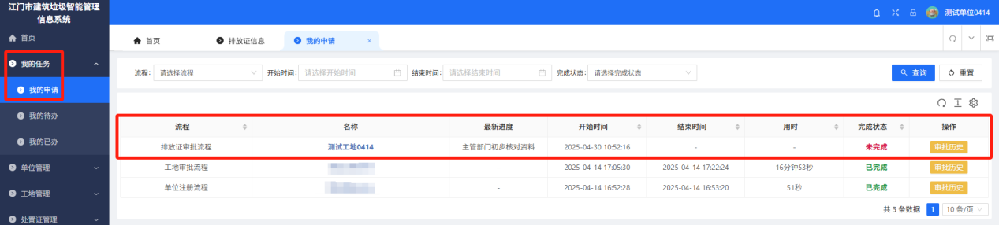 江门市建筑垃圾智能管理
信息系统
测试单位0414
首页
我的任务
我的申请
我的待办
我的已办
单位管理
工地管理
处置证管理
首页 排放证信息 我的申请 ×
流程: 请选择流程 开始时间: 请选择开始时间 结束时间: 请选择结束时间 完成状态: 请选择完成状态 查询 重置
流程 名称 最新进度 开始时间 结束时间 用时 完成状态 操作
排放证审批流程 测试工地0414 主管部门初步核对资料 2025-04-30 10:52:16 - - 未完成 审批历史
工地审批流程 - 2025-04-14 17:05:30 2025-04-14 17:22:24 16分钟53秒 已完成 审批历史
单位注册流程 - 2025-04-14 16:52:28 2025-04-14 16:53:20 51秒 已完成 审批历史
共 3 条数据 1 10 条/页